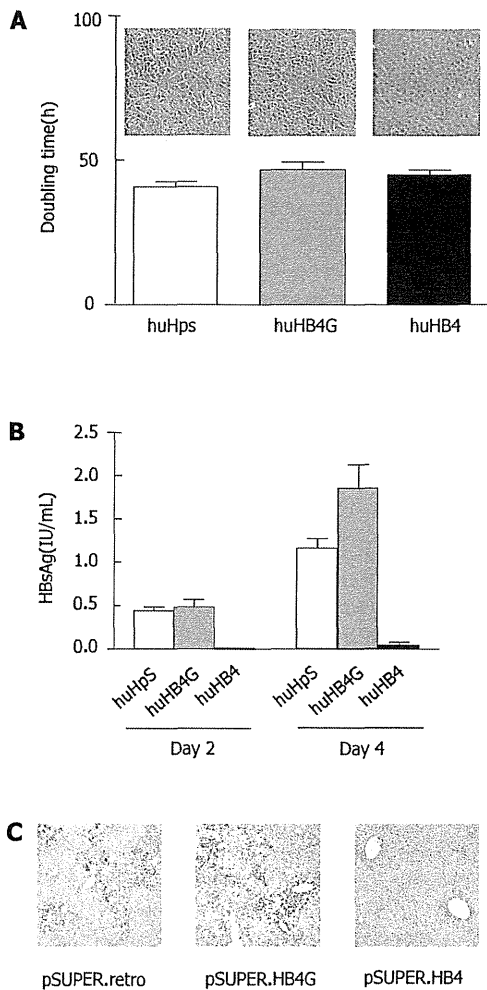 A
100
50
0
Doubling time(h)
huHps
huHB4G
huHB4
B
2.5
2.0
1.5
1.0
0.5
0.0
HBsAg(IU/mL)
huHpS
huHB4G
huHB4
huHpS
huHB4G
huHB4
Day 2
Day 4
C
pSUPER.retro
pSUPER.HB4G
pSUPER.HB4